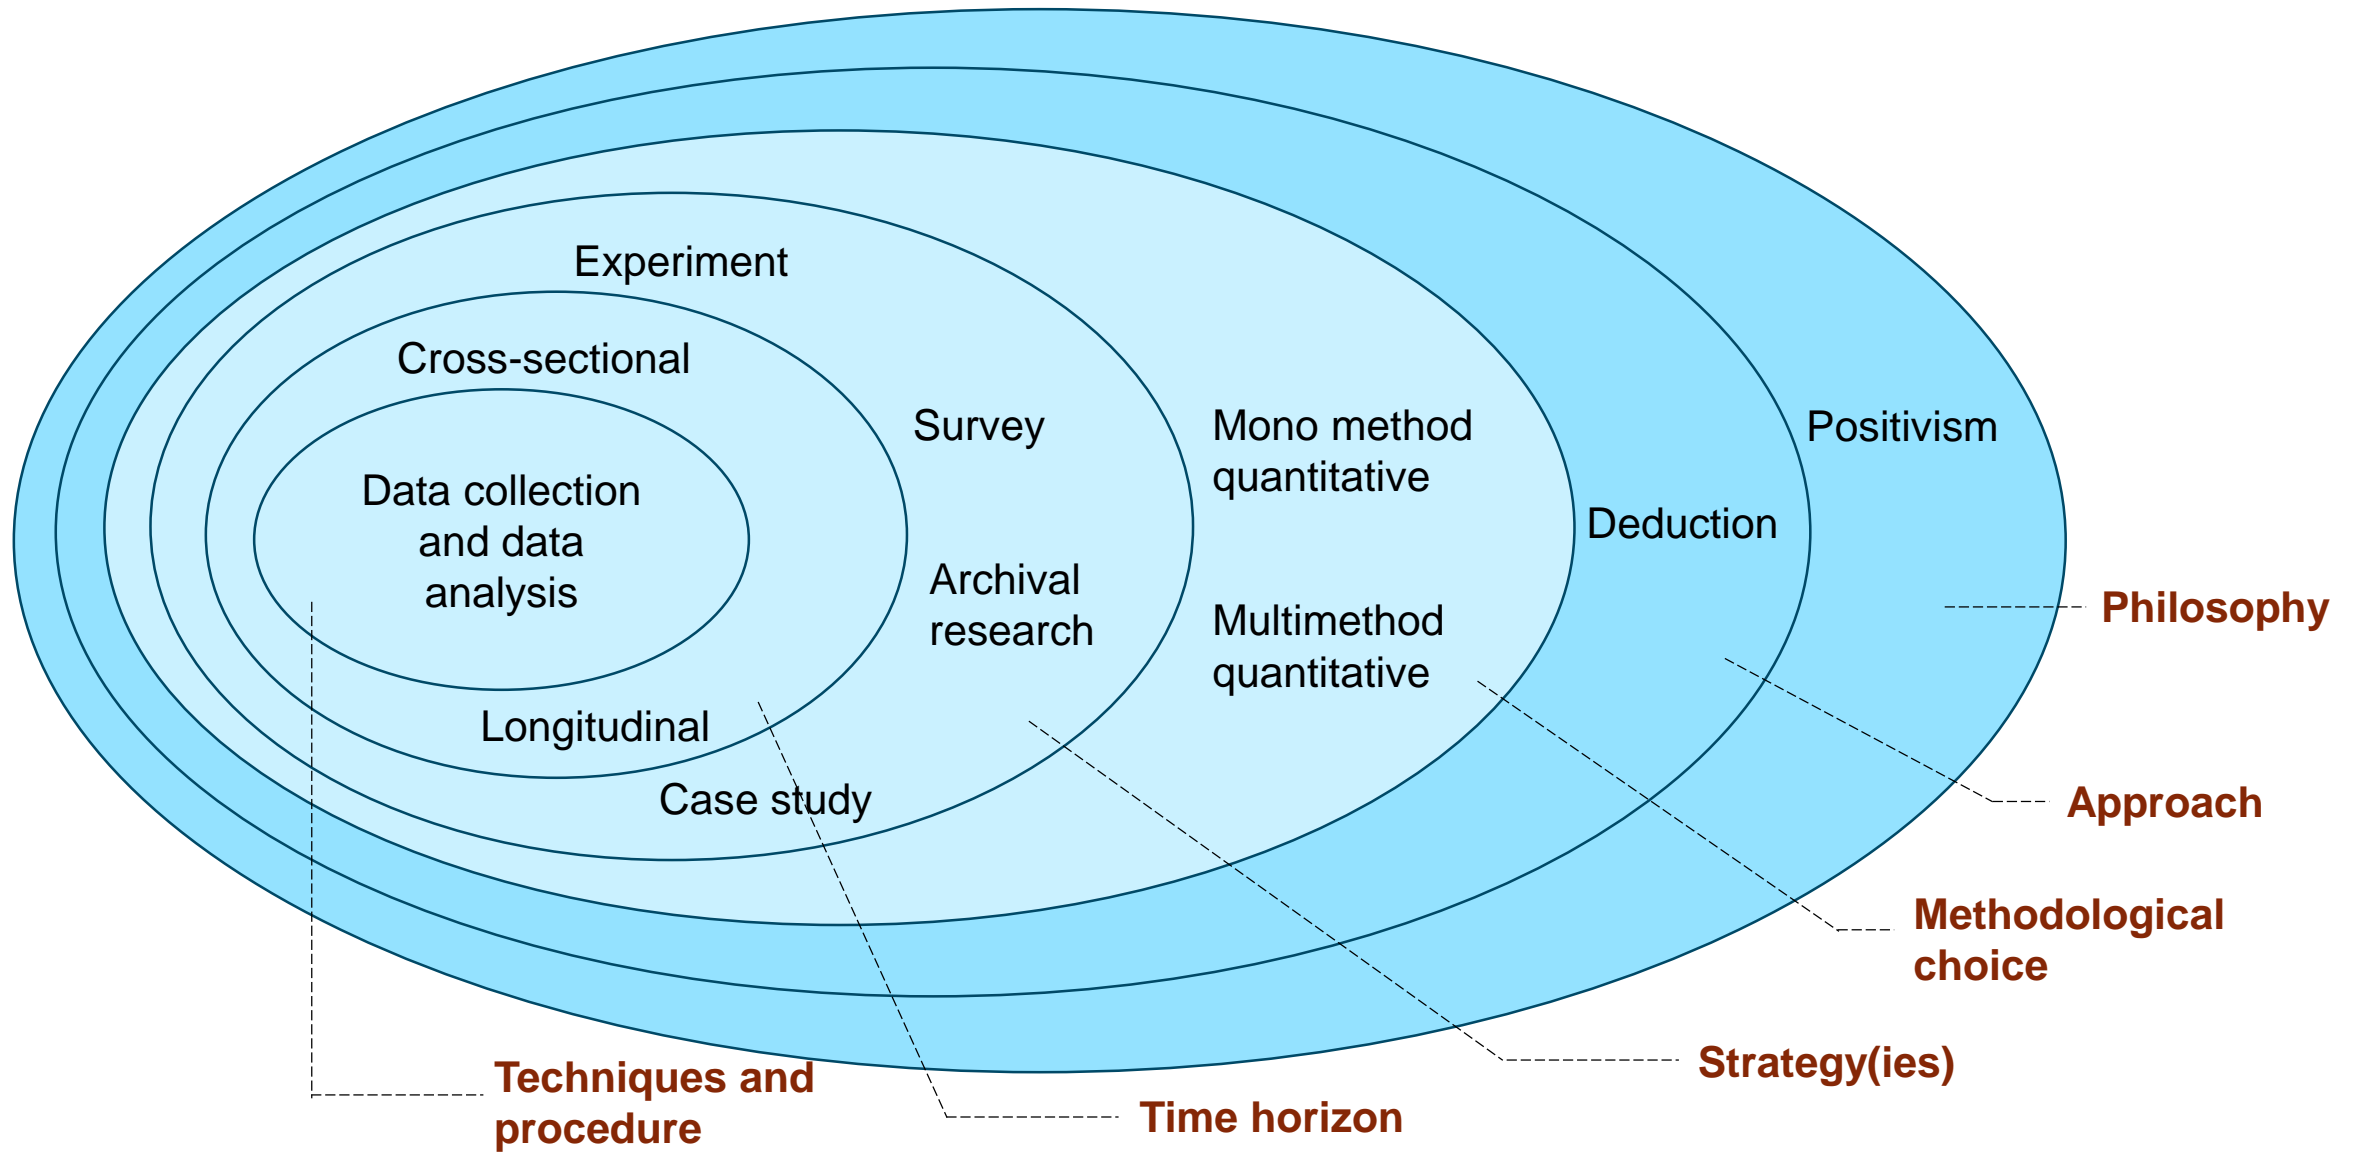 Experiment
Cross-sectional
Survey
Mono method
quantitative
Positivism
Data collection
and data
analysis
Deduction
Archival
research
Multimethod
quantitative
Philosophy
Longitudinal
Case study
Approach
Methodological
choice
Strategy(ies)
Techniques and
procedure
Time horizon